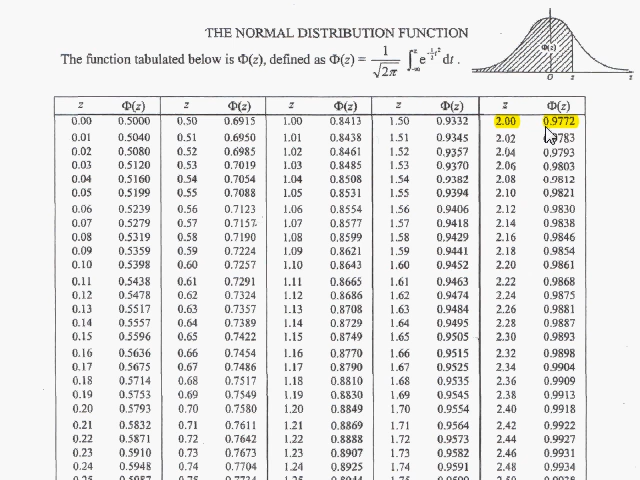 THE NORMAL DISTRIBUTION FUNCTION
The function tabulated below is Φ(z), defined as Φ(z) = 1/√2π ∫ e^-½t² dt .
Φ(z)
O z
z Φ(z) z Φ(z) z Φ(z) z Φ(z) z Φ(z)
0.00 0.5000 0.50 0.6915 1.00 0.8413 1.50 0.9332 2.00 0.9772
0.01 0.5040 0.51 0.6950 1.01 0.8438 1.51 0.9345 2.02 0.9783
0.02 0.5080 0.52 0.6985 1.02 0.8461 1.52 0.9357 2.04 0.9793
0.03 0.5120 0.53 0.7019 1.03 0.8485 1.53 0.9370 2.06 0.9803
0.04 0.5160 0.54 0.7054 1.04 0.8508 1.54 0.9382 2.08 0.9812
0.05 0.5199 0.55 0.7088 1.05 0.8531 1.55 0.9394 2.10 0.9821
0.06 0.5239 0.56 0.7123 1.06 0.8554 1.56 0.9406 2.12 0.9830
0.07 0.5279 0.57 0.7157 1.07 0.8577 1.57 0.9418 2.14 0.9838
0.08 0.5319 0.58 0.7190 1.08 0.8599 1.58 0.9429 2.16 0.9846
0.09 0.5359 0.59 0.7224 1.09 0.8621 1.59 0.9441 2.18 0.9854
0.10 0.5398 0.60 0.7257 1.10 0.8643 1.60 0.9452 2.20 0.9861
0.11 0.5438 0.61 0.7291 1.11 0.8665 1.61 0.9463 2.22 0.9868
0.12 0.5478 0.62 0.7324 1.12 0.8686 1.62 0.9474 2.24 0.9875
0.13 0.5517 0.63 0.7357 1.13 0.8708 1.63 0.9484 2.26 0.9881
0.14 0.5557 0.64 0.7389 1.14 0.8729 1.64 0.9495 2.28 0.9887
0.15 0.5596 0.65 0.7422 1.15 0.8749 1.65 0.9505 2.30 0.9893
0.16 0.5636 0.66 0.7454 1.16 0.8770 1.66 0.9515 2.32 0.9898
0.17 0.5675 0.67 0.7486 1.17 0.8790 1.67 0.9525 2.34 0.9904
0.18 0.5714 0.68 0.7517 1.18 0.8810 1.68 0.9535 2.36 0.9909
0.19 0.5753 0.69 0.7549 1.19 0.8830 1.69 0.9545 2.38 0.9913
0.20 0.5793 0.70 0.7580 1.20 0.8849 1.70 0.9554 2.40 0.9918
0.21 0.5832 0.71 0.7611 1.21 0.8869 1.71 0.9564 2.42 0.9922
0.22 0.5871 0.72 0.7642 1.22 0.8888 1.72 0.9573 2.44 0.9927
0.23 0.5910 0.73 0.7673 1.23 0.8907 1.73 0.9582 2.46 0.9931
0.24 0.5948 0.74 0.7704 1.24 0.8925 1.74 0.9591 2.48 0.9934